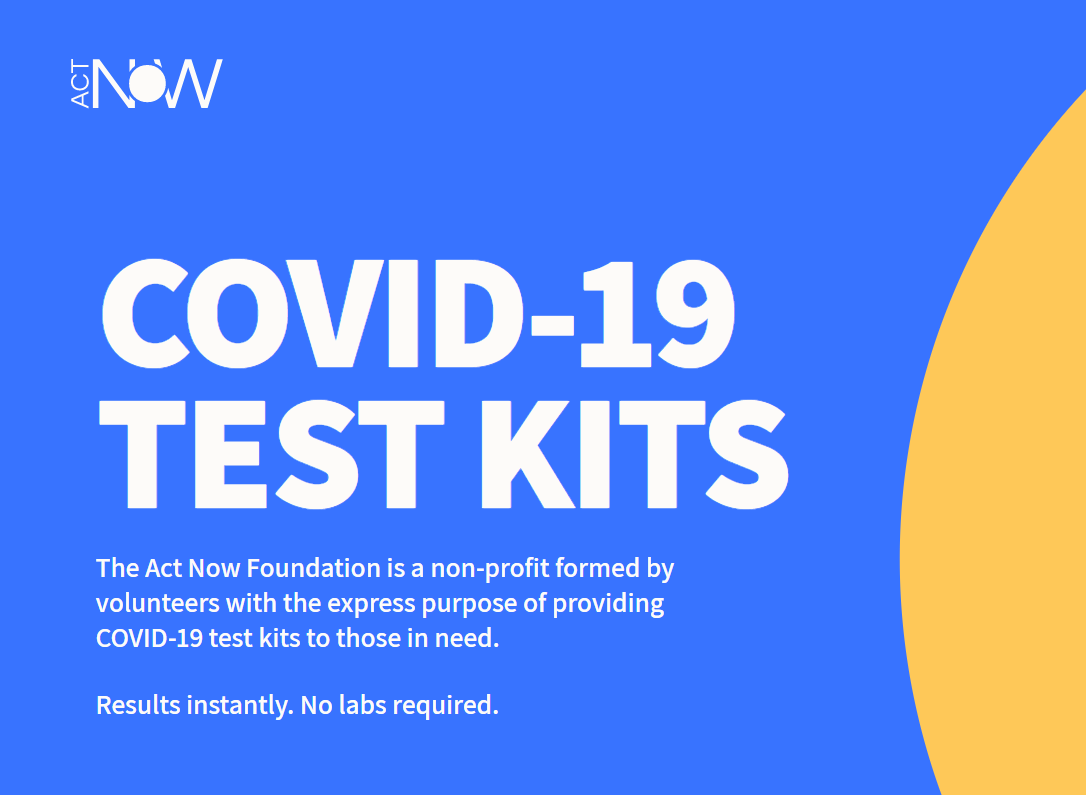 ACT NOW
COVID-19
TEST KITS
The Act Now Foundation is a non-profit formed by
volunteers with the express purpose of providing
COVID-19 test kits to those in need.
Results instantly. No labs required.